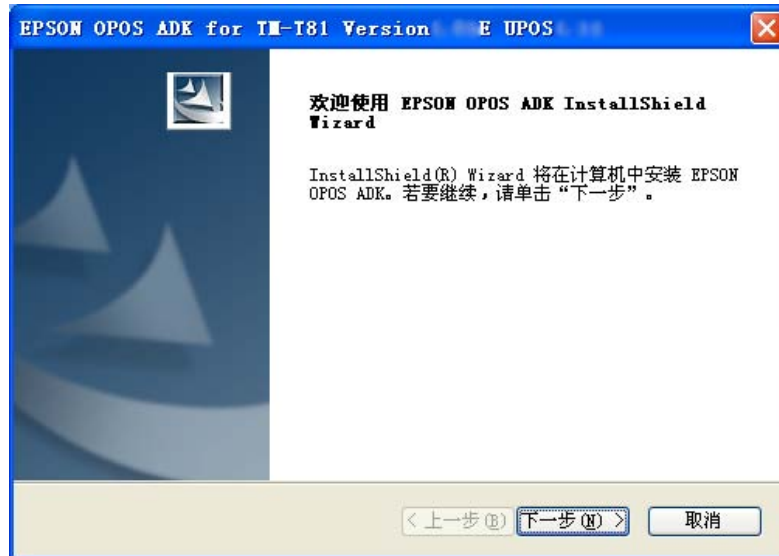 EPSON OPOS ADK for TM-T81 Version E UPOS
欢迎使用 EPSON OPOS ADK InstallShield
Wizard
InstallShield(R) Wizard 将在计算机中安装 EPSON
OPOS ADK。若要继续，请单击“下一步”。
< 上一步(B) 下一步(N) > 取消